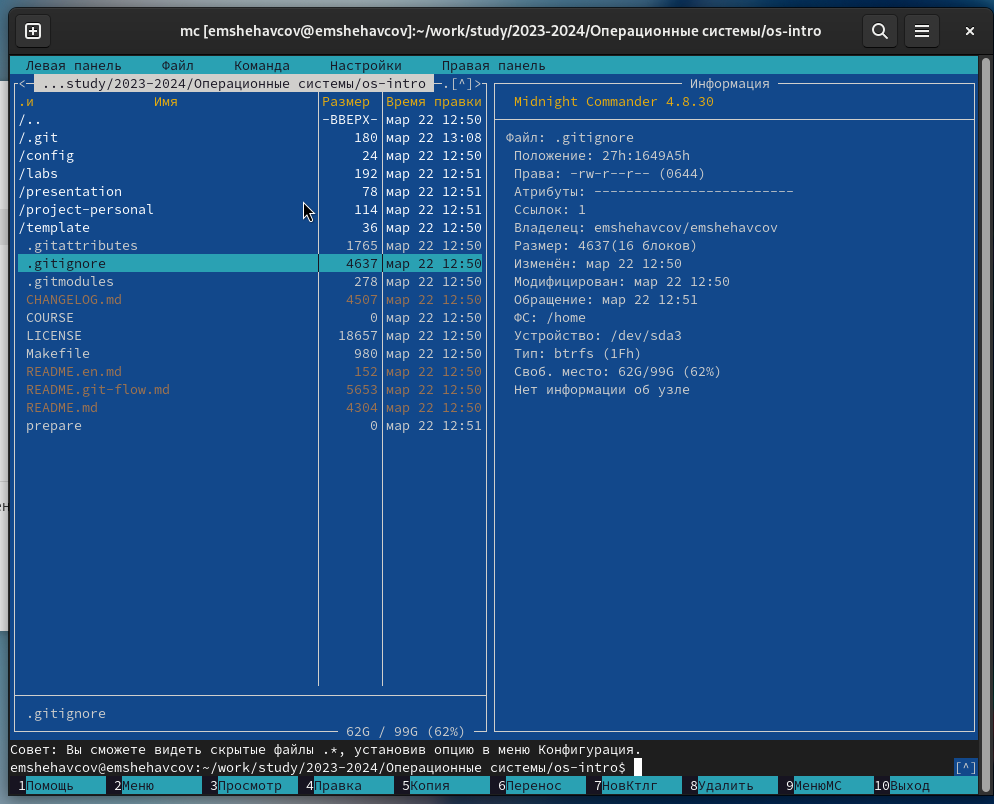 mc [emshehavcov@emshehavcov]:~/work/study/2023-2024/Операционные системы/os-intro
Левая панель Файл Команда Настройки Правая панель
<─ ...study/2023-2024/Операционные системы/os-intro ─.[^]>
.и Имя Размер Время правки
/.. -ВВЕРХ- мар 22 12:50
/.git 180 мар 22 13:08
/config 24 мар 22 12:50
/labs 192 мар 22 12:51
/presentation 78 мар 22 12:51
/project-personal 114 мар 22 12:51
/template 36 мар 22 12:50
.gitattributes 1765 мар 22 12:50
.gitignore 4637 мар 22 12:50
.gitmodules 278 мар 22 12:50
CHANGELOG.md 4507 мар 22 12:50
COURSE 0 мар 22 12:50
LICENSE 18657 мар 22 12:50
Makefile 980 мар 22 12:50
README.en.md 152 мар 22 12:50
README.git-flow.md 5653 мар 22 12:50
README.md 4304 мар 22 12:50
prepare 0 мар 22 12:51
.gitignore
62G / 99G (62%)
Информация
Midnight Commander 4.8.30
Файл: .gitignore
Положение: 27h:1649A5h
Права: -rw-r--r-- (0644)
Атрибуты: -------------------------
Ссылок: 1
Владелец: emshehavcov/emshehavcov
Размер: 4637(16 блоков)
Изменён: мар 22 12:50
Модифицирован: мар 22 12:50
Обращение: мар 22 12:51
ФС: /home
Устройство: /dev/sda3
Тип: btrfs (1Fh)
Своб. место: 62G/99G (62%)
Нет информации об узле
Совет: Вы сможете видеть скрытые файлы .*, установив опцию в меню Конфигурация.
emshehavcov@emshehavcov:~/work/study/2023-2024/Операционные системы/os-intro$ [^]
1Помощь 2Меню 3Просмотр 4Правка 5Копия 6Перенос 7НовКтлг 8Удалить 9МенюМС 10Выход